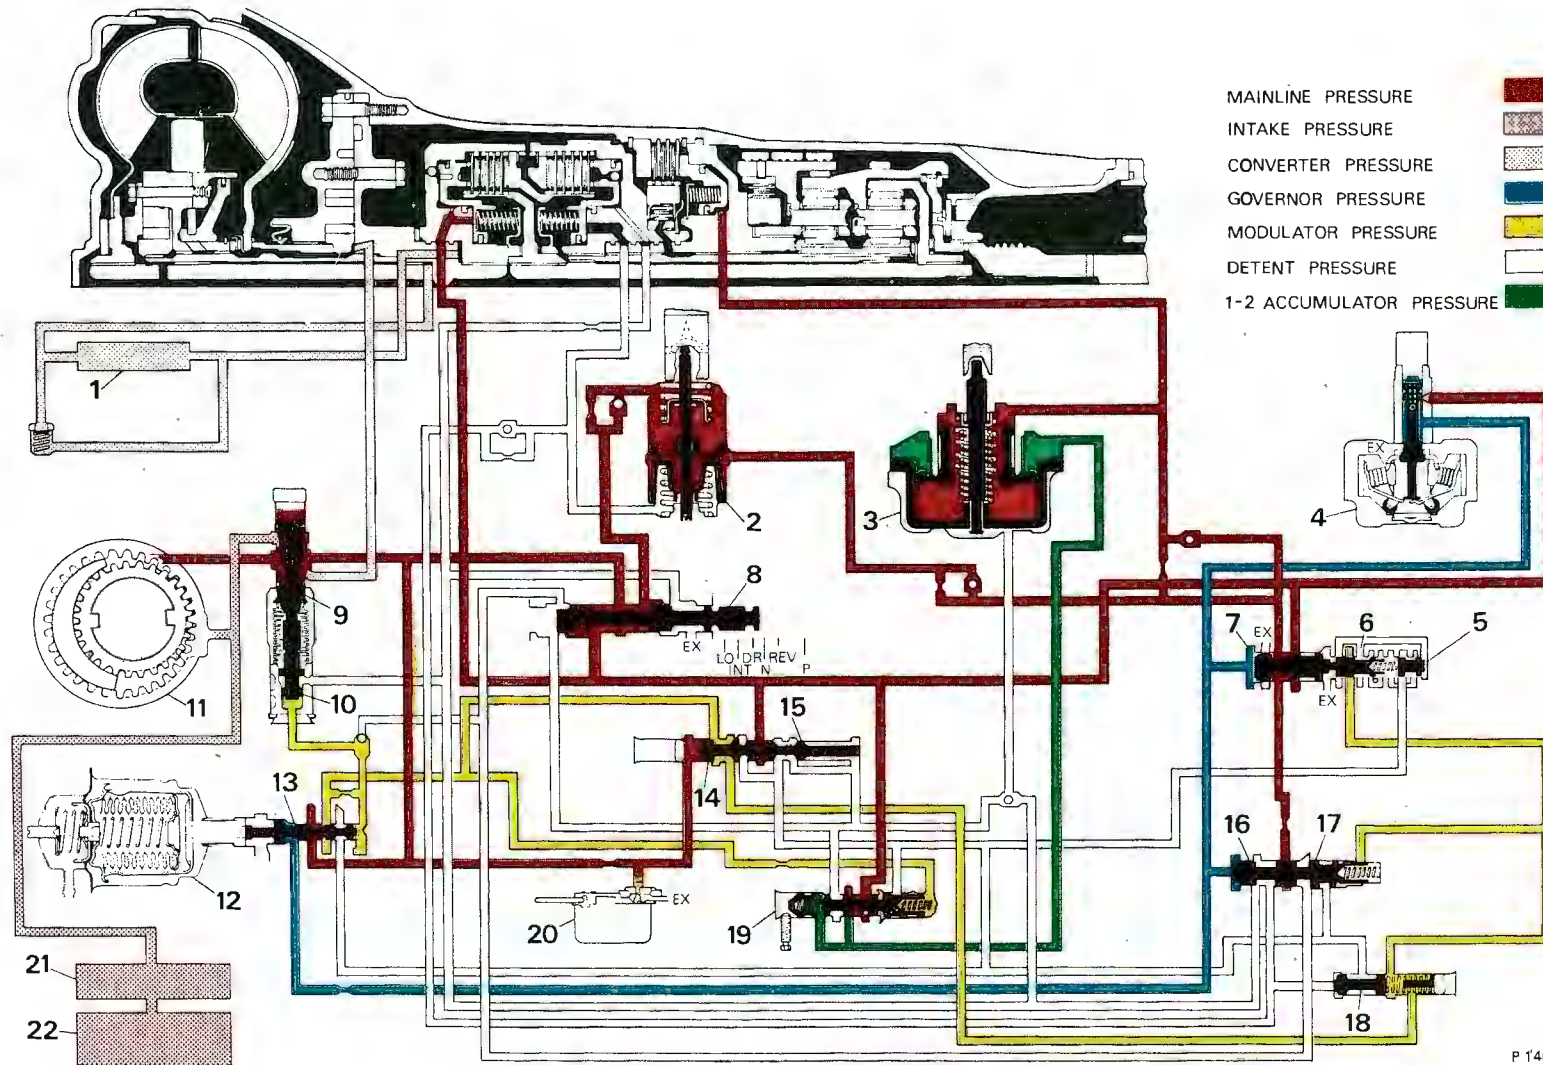 MAINLINE PRESSURE
INTAKE PRESSURE
CONVERTER PRESSURE
GOVERNOR PRESSURE
MODULATOR PRESSURE
DETENT PRESSURE
1-2 ACCUMULATOR PRESSURE
1
2
3
EX
4
9
8
EX
LO DR REV
INT N P
7 EX
6
5
EX
10
11
15
14
13
12
16
17
20
EX
19
18
21
22